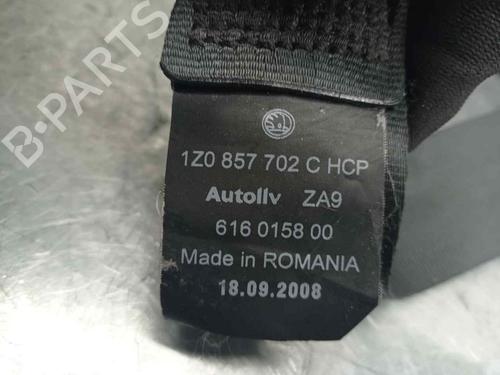 1Z0 857 702 C HCP
Autoliv ZA9
616 0158 00
Made in ROMANIA
18.09.2008
B-PARTS